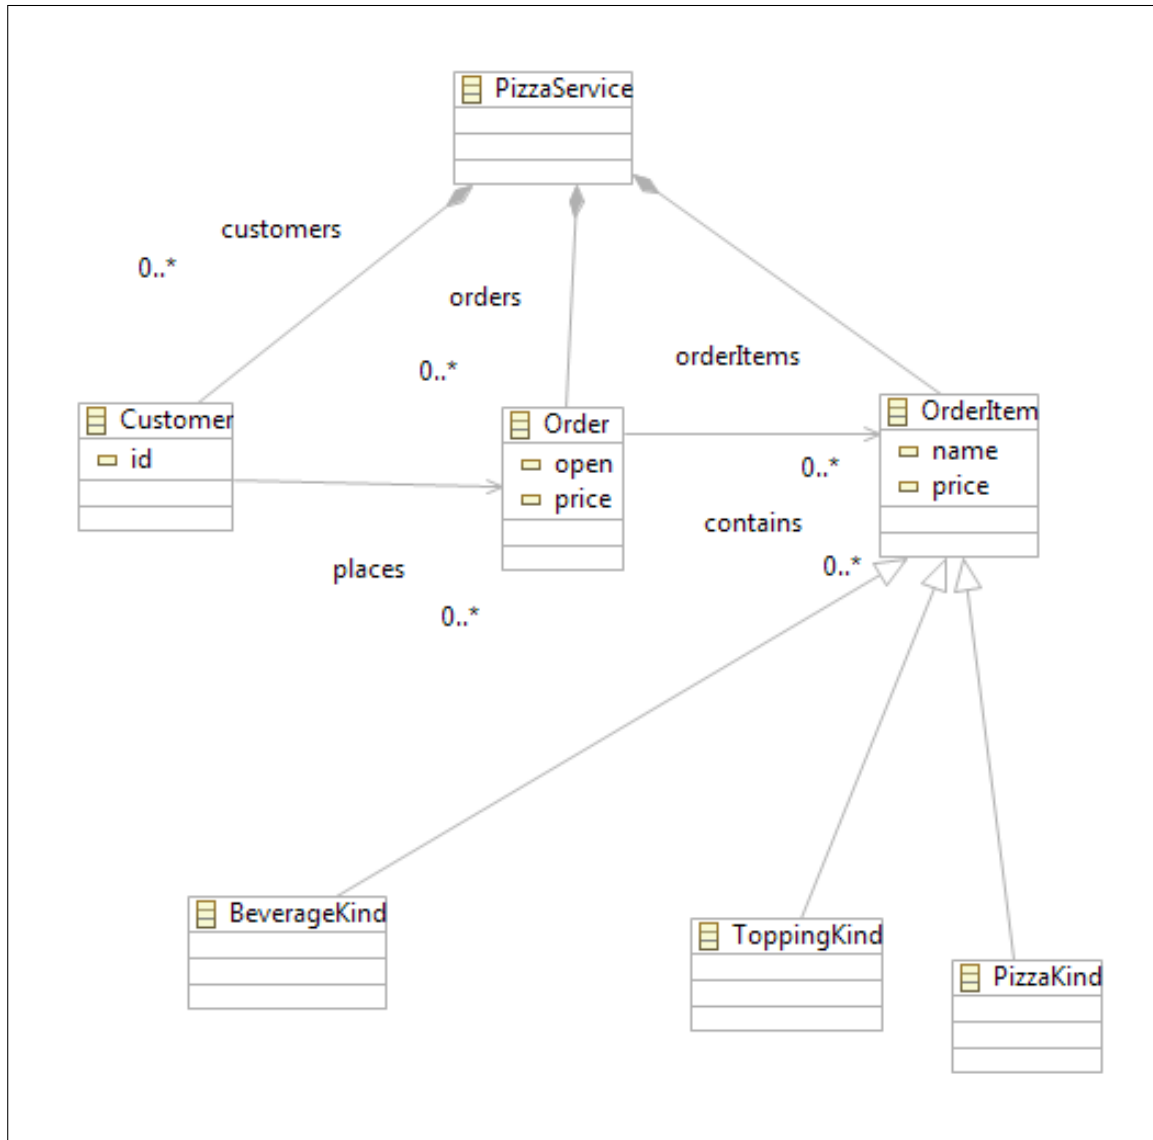 PizzaService
customers
0..*
orders
0..*
orderItems
0..*
Customer
id
Order
open
price
OrderItem
name
price
places
0..*
contains
0..*
BeverageKind
ToppingKind
PizzaKind